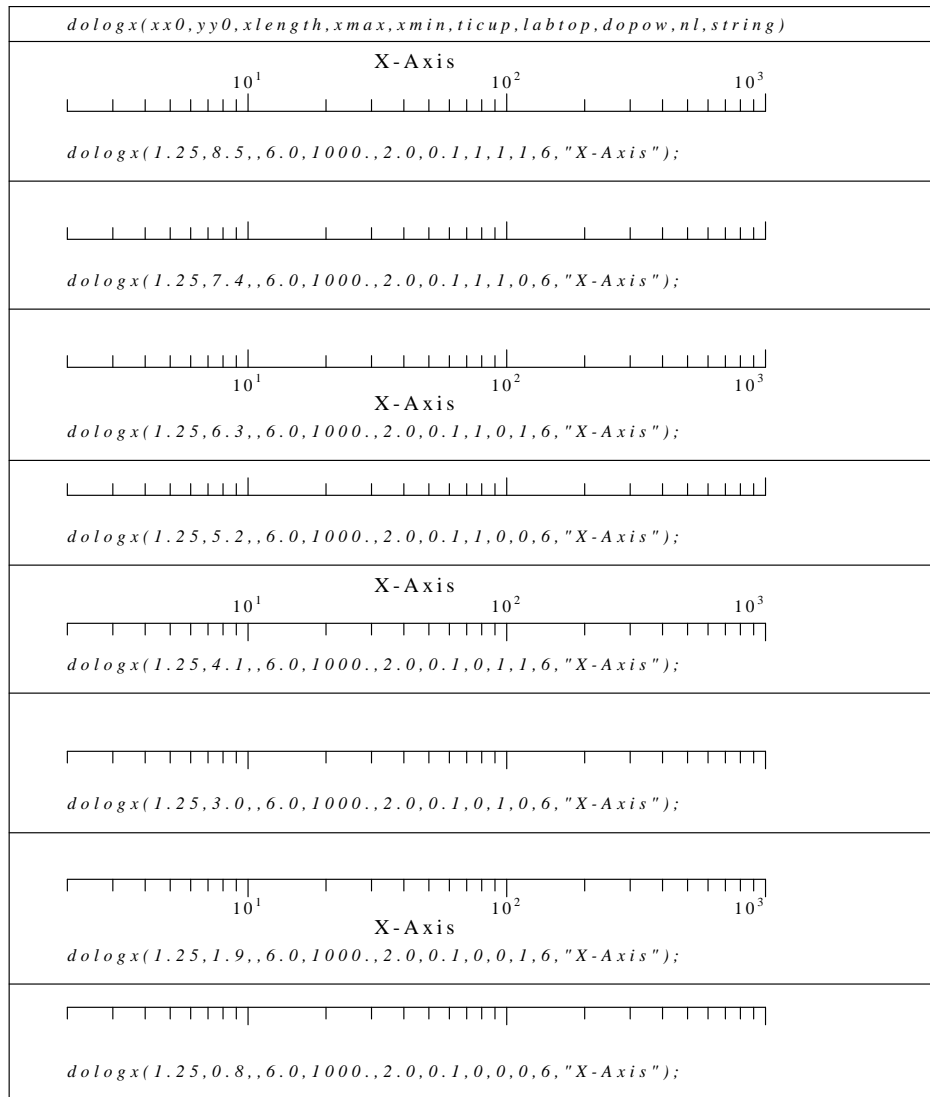 dologx(xx0,yy0,xlength,xmax,xmin,ticup,labtop,dopow,nl,string)
X-Axis
10^1 10^2 10^3
dologx(1.25,8.5,,6.0,1000.,2.0,0.1,1,1,1,6,"X-Axis");
dologx(1.25,7.4,,6.0,1000.,2.0,0.1,1,1,0,6,"X-Axis");
10^1 10^2 10^3
X-Axis
dologx(1.25,6.3,,6.0,1000.,2.0,0.1,1,0,1,6,"X-Axis");
dologx(1.25,5.2,,6.0,1000.,2.0,0.1,1,0,0,6,"X-Axis");
X-Axis
10^1 10^2 10^3
dologx(1.25,4.1,,6.0,1000.,2.0,0.1,0,1,1,6,"X-Axis");
dologx(1.25,3.0,,6.0,1000.,2.0,0.1,0,1,0,6,"X-Axis");
10^1 10^2 10^3
X-Axis
dologx(1.25,1.9,,6.0,1000.,2.0,0.1,0,0,1,6,"X-Axis");
dologx(1.25,0.8,,6.0,1000.,2.0,0.1,0,0,0,6,"X-Axis");